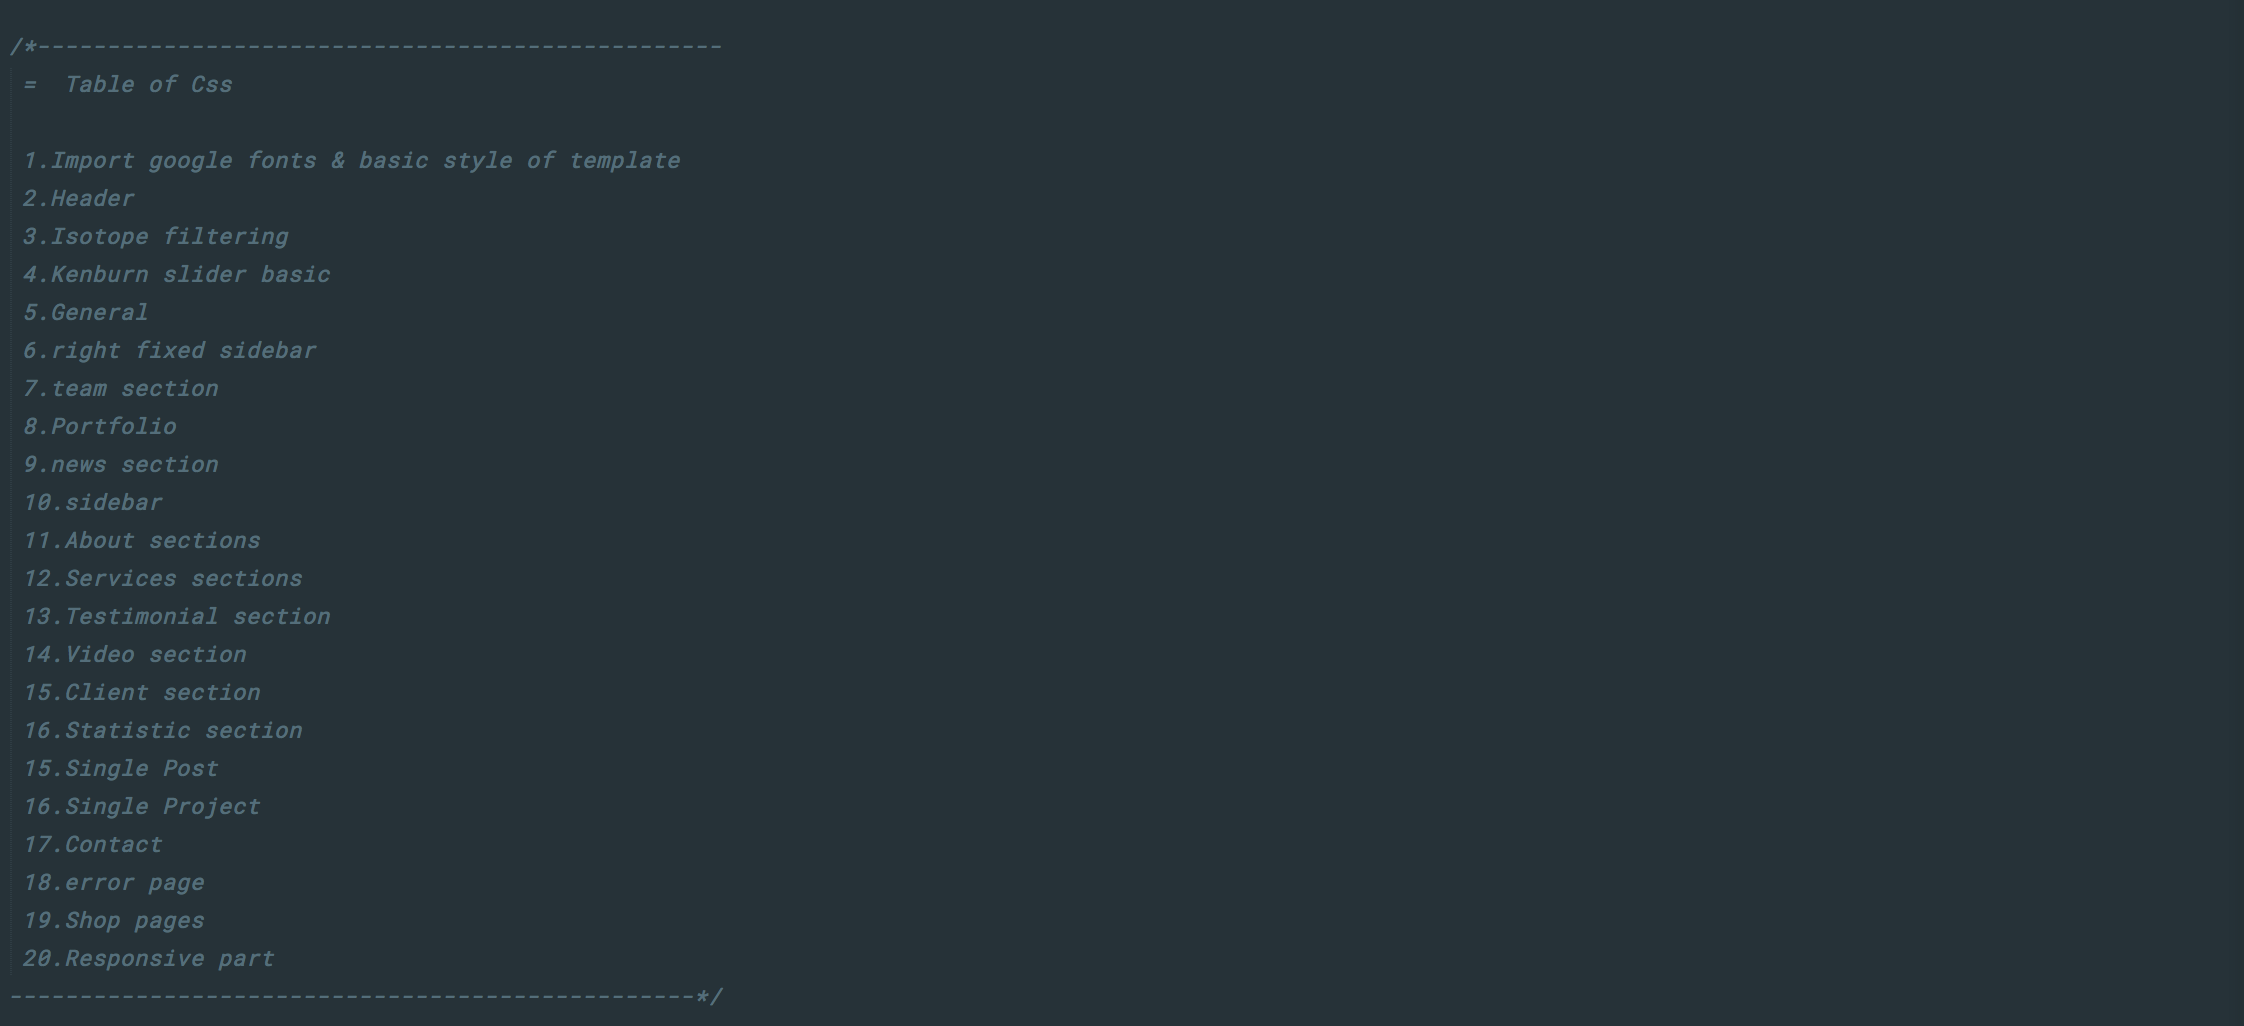 /*-------------------------------------------------
=  Table of Css
1.Import google fonts & basic style of template
2.Header
3.Isotope filtering
4.Kenburn slider basic
5.General
6.right fixed sidebar
7.team section
8.Portfolio
9.news section
10.sidebar
11.About sections
12.Services sections
13.Testimonial section
14.Video section
15.Client section
16.Statistic section
15.Single Post
16.Single Project
17.Contact
18.error page
19.Shop pages
20.Responsive part
-------------------------------------------------*/